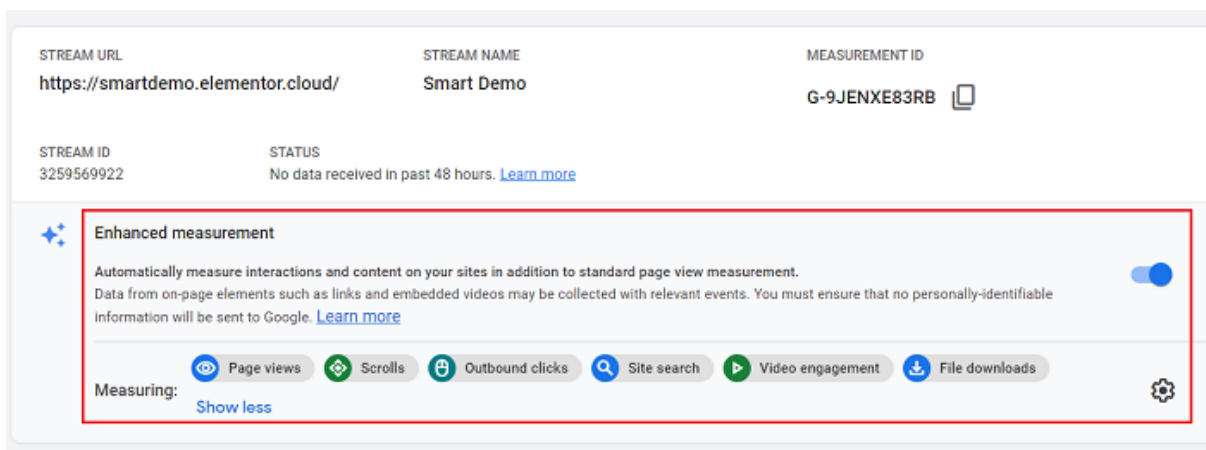 STREAM URL
STREAM NAME
MEASUREMENT ID
https://smartdemo.elementor.cloud/
Smart Demo
G-9JENXE83RB
STREAM ID
STATUS
3259569922
No data received in past 48 hours. Learn more
Enhanced measurement
Automatically measure interactions and content on your sites in addition to standard page view measurement.
Data from on-page elements such as links and embedded videos may be collected with relevant events. You must ensure that no personally-identifiable
information will be sent to Google. Learn more
Measuring:
Page views
Scrolls
Outbound clicks
Site search
Video engagement
File downloads
Show less